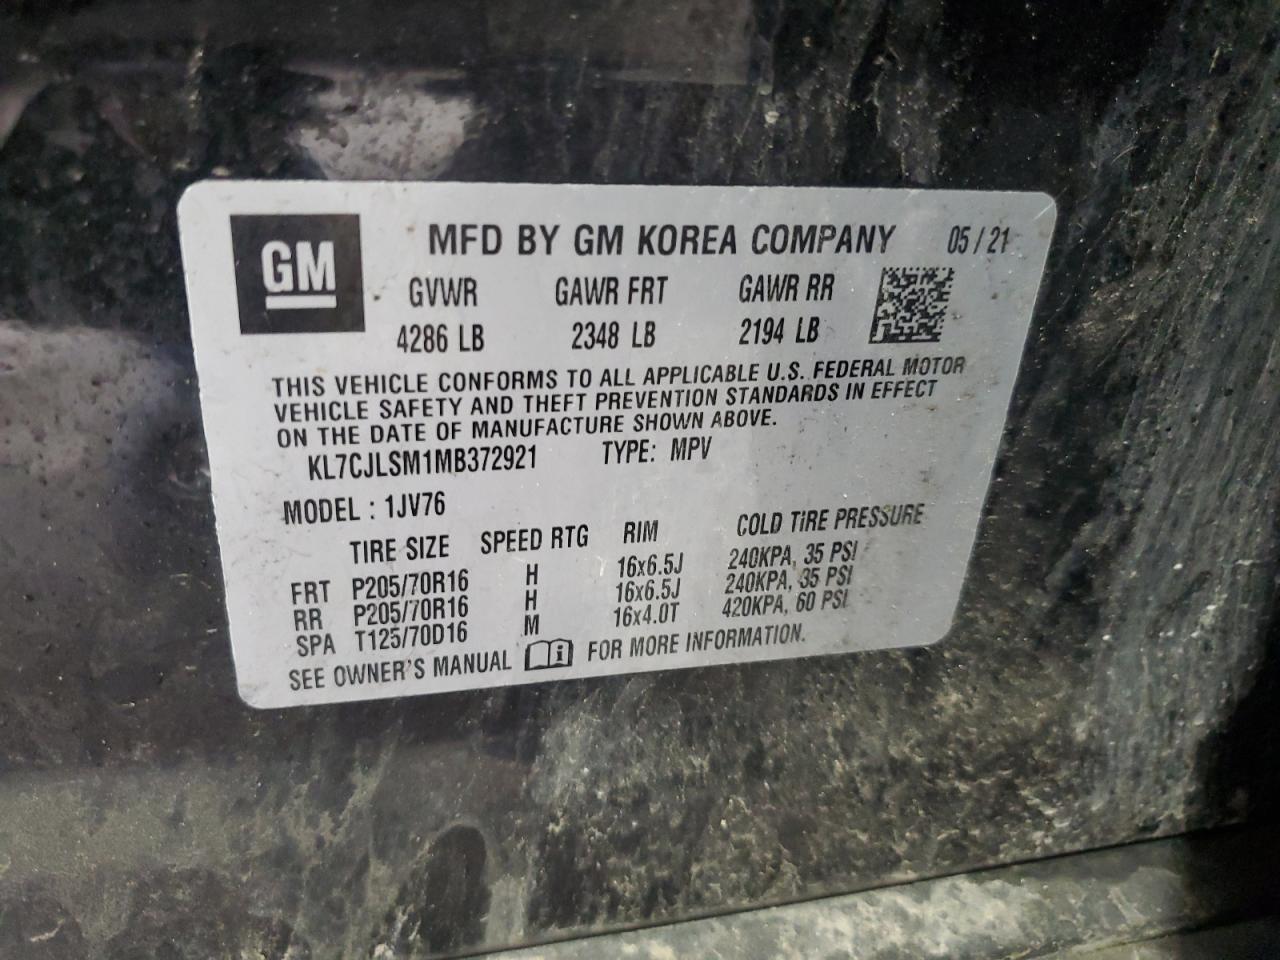 GM
MFD BY GM KOREA COMPANY 05/21
GVWR GAWR FRT GAWR RR
4286 LB 2348 LB 2194 LB
THIS VEHICLE CONFORMS TO ALL APPLICABLE U.S. FEDERAL MOTOR
VEHICLE SAFETY AND THEFT PREVENTION STANDARDS IN EFFECT
ON THE DATE OF MANUFACTURE SHOWN ABOVE.
KL7CJLSM1MB372921 TYPE: MPV
MODEL : 1JV76
TIRE SIZE SPEED RTG RIM COLD TIRE PRESSURE
FRT P205/70R16 H 16x6.5J 240KPA, 35 PSI
RR P205/70R16 H 16x6.5J 240KPA, 35 PSI
SPA T125/70D16 M 16x4.0T 420KPA, 60 PSI
SEE OWNER'S MANUAL i FOR MORE INFORMATION.